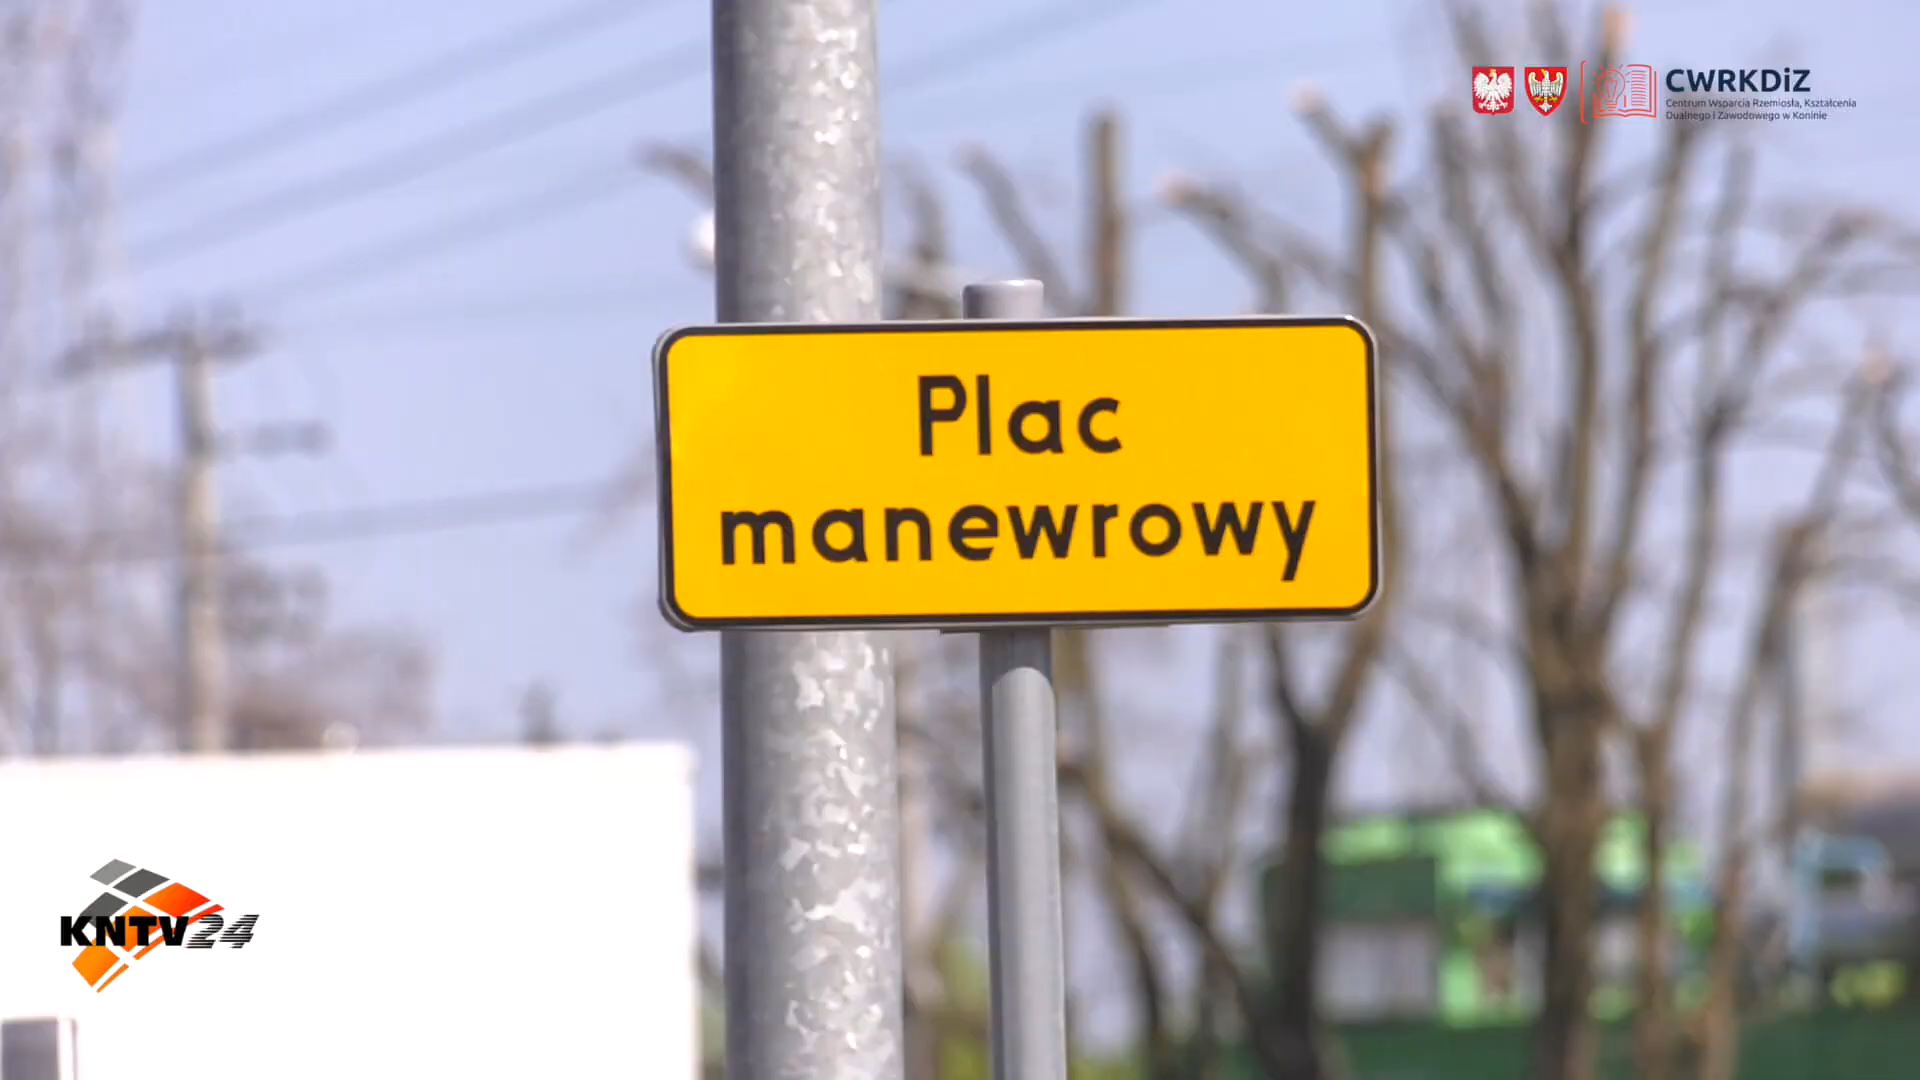 CWRKDiZ
Centrum Wsparcia Rzemiosła, Kształcenia
Dualnego i Zawodowego w Koninie
Plac
manewrowy
KNTV24